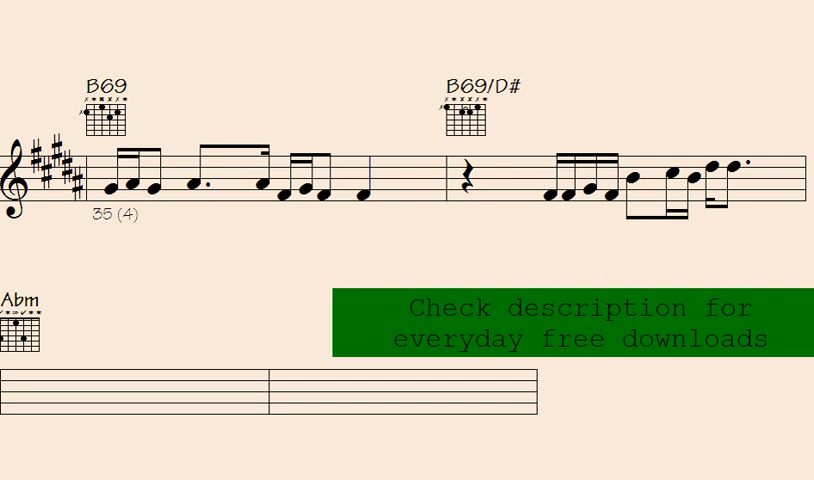 B69
B69/D#
35 (4)
Abm
Check description for
everyday free downloads